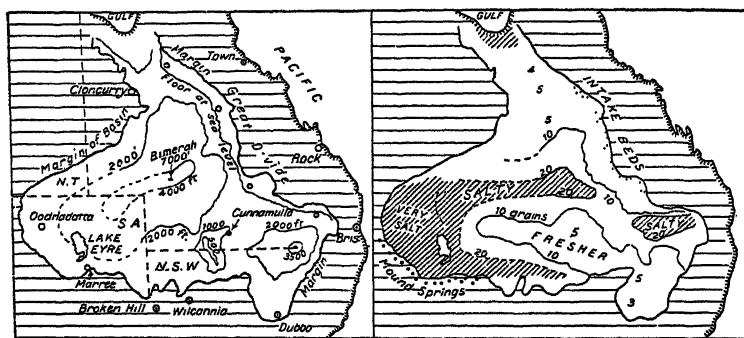 GULF
Town
PACIFIC
Margin
Great Divide
Floor at sea level
Cloncurry
Margin of Basin
2000'
Bimerah
7000'
4000 ft
Rock
N.T
S A
Oodnadatta
LAKE EYRE
2000 ft
1000
Cunnamulla
2000 ft
3500
Bris
N.S.W
Margin
Marree
Broken Hill
Wilcannia
Dubbo
GULF
4
5
5
10
INTAKE BEDS
20
SALTY
20
10
VERY SALT
10 grains
5
FRESHER
SALTY
20
20
10
Mound Springs
5
3